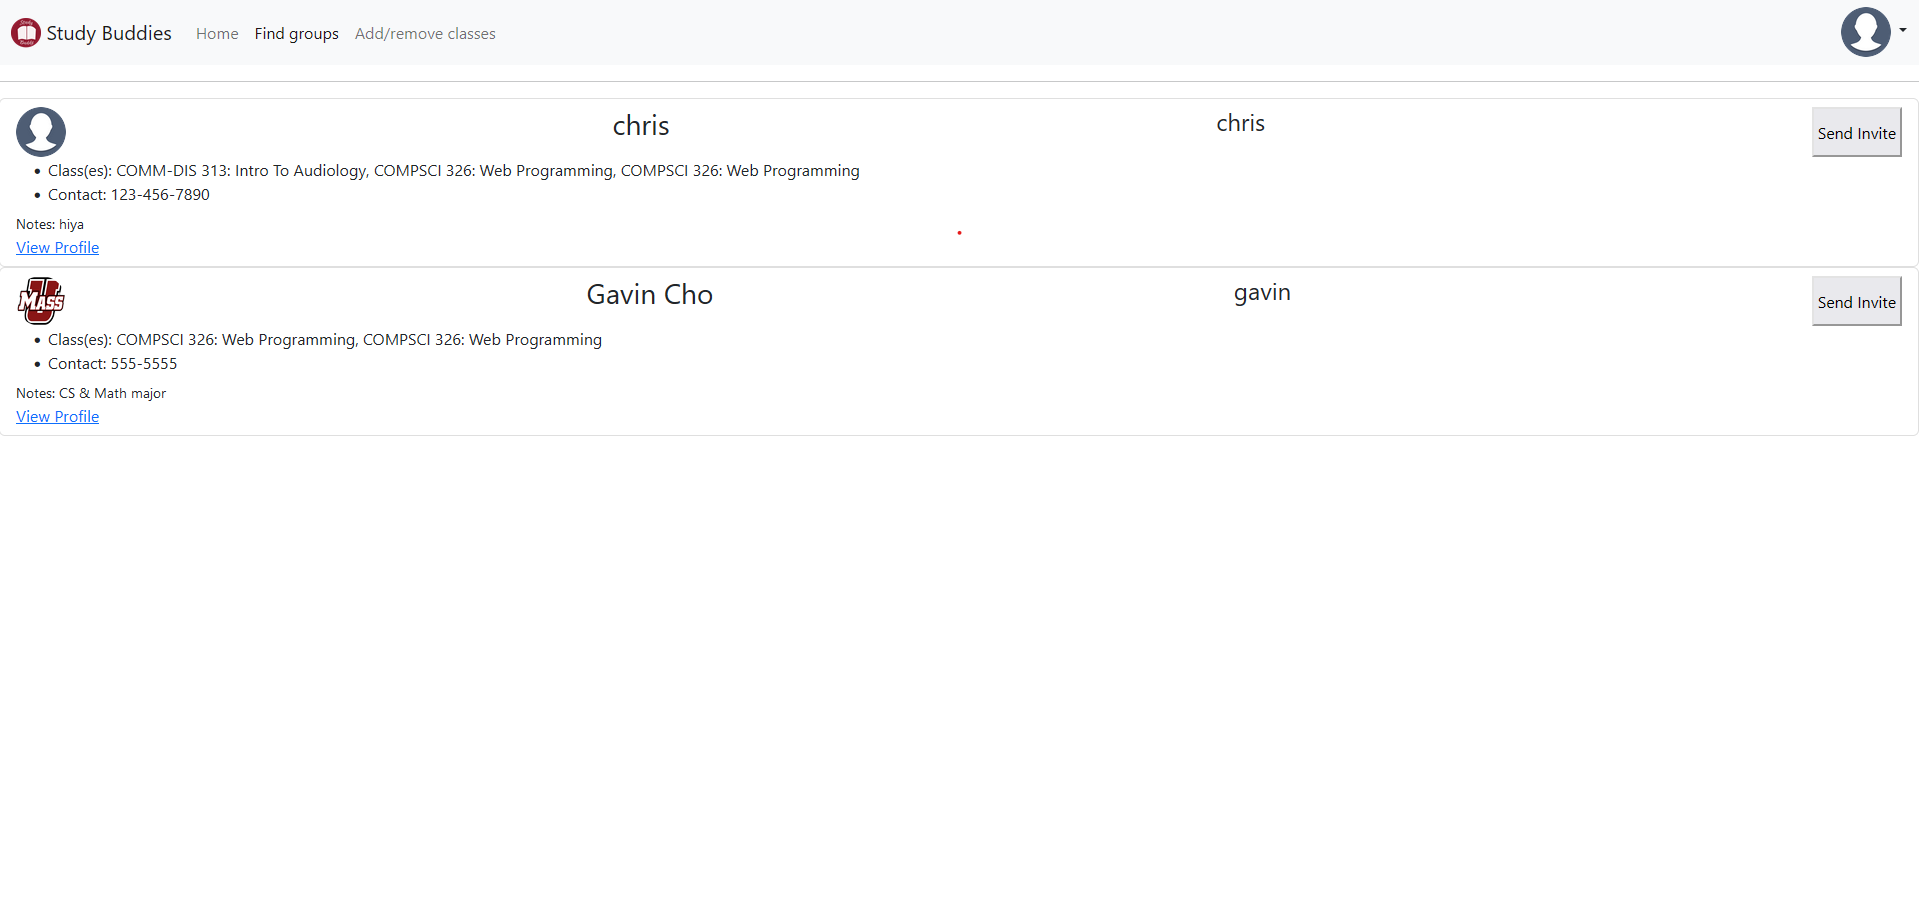 Study Buddies Home Find groups Add/remove classes
chris chris Send Invite
Class(es): COMM-DIS 313: Intro To Audiology, COMPSCI 326: Web Programming, COMPSCI 326: Web Programming
Contact: 123-456-7890
Notes: hiya
View Profile
UMASS Gavin Cho gavin Send Invite
Class(es): COMPSCI 326: Web Programming, COMPSCI 326: Web Programming
Contact: 555-5555
Notes: CS & Math major
View Profile